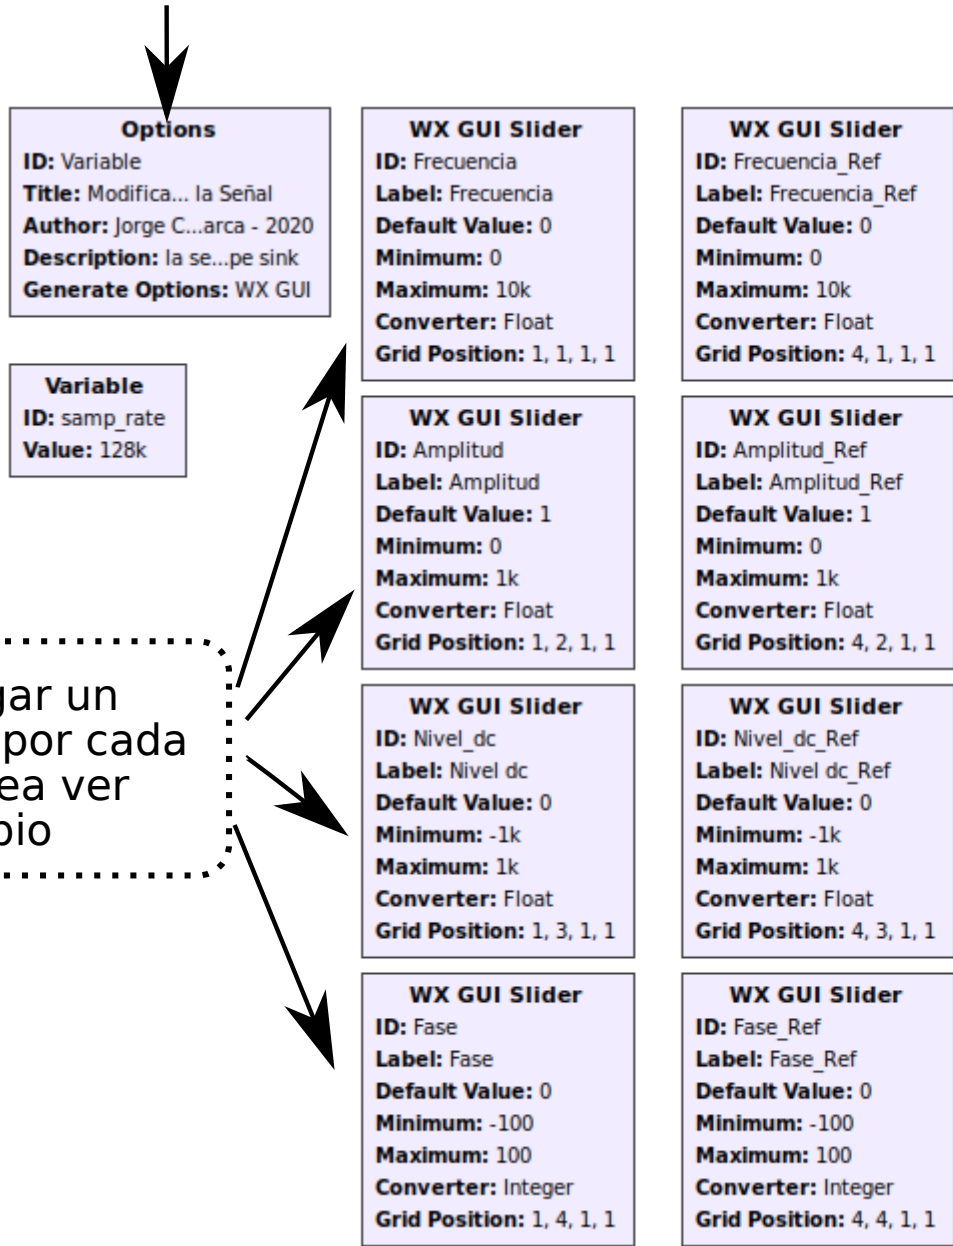 Options
ID: Variable
Title: Modifica... la Señal
Author: Jorge C...arca - 2020
Description: la se...pe sink
Generate Options: WX GUI
Variable
ID: samp_rate
Value: 128k
un
por cada
ver
WX GUI Slider
ID: Frecuencia
Label: Frecuencia
Default Value: 0
Minimum: 0
Maximum: 10k
Converter: Float
Grid Position: 1, 1, 1, 1
WX GUI Slider
ID: Amplitud
Label: Amplitud
Default Value: 1
Minimum: 0
Maximum: 1k
Converter: Float
Grid Position: 1, 2, 1, 1
WX GUI Slider
ID: Nivel_dc
Label: Nivel dc
Default Value: 0
Minimum: -1k
Maximum: 1k
Converter: Float
Grid Position: 1, 3, 1, 1
WX GUI Slider
ID: Fase
Label: Fase
Default Value: 0
Minimum: -100
Maximum: 100
Converter: Integer
Grid Position: 1, 4, 1, 1
WX GUI Slider
ID: Frecuencia_Ref
Label: Frecuencia_Ref
Default Value: 0
Minimum: 0
Maximum: 10k
Converter: Float
Grid Position: 4, 1, 1, 1
WX GUI Slider
ID: Amplitud_Ref
Label: Amplitud_Ref
Default Value: 1
Minimum: 0
Maximum: 1k
Converter: Float
Grid Position: 4, 2, 1, 1
WX GUI Slider
ID: Nivel_dc_Ref
Label: Nivel dc_Ref
Default Value: 0
Minimum: -1k
Maximum: 1k
Converter: Float
Grid Position: 4, 3, 1, 1
WX GUI Slider
ID: Fase_Ref
Label: Fase_Ref
Default Value: 0
Minimum: -100
Maximum: 100
Converter: Integer
Grid Position: 4, 4, 1, 1